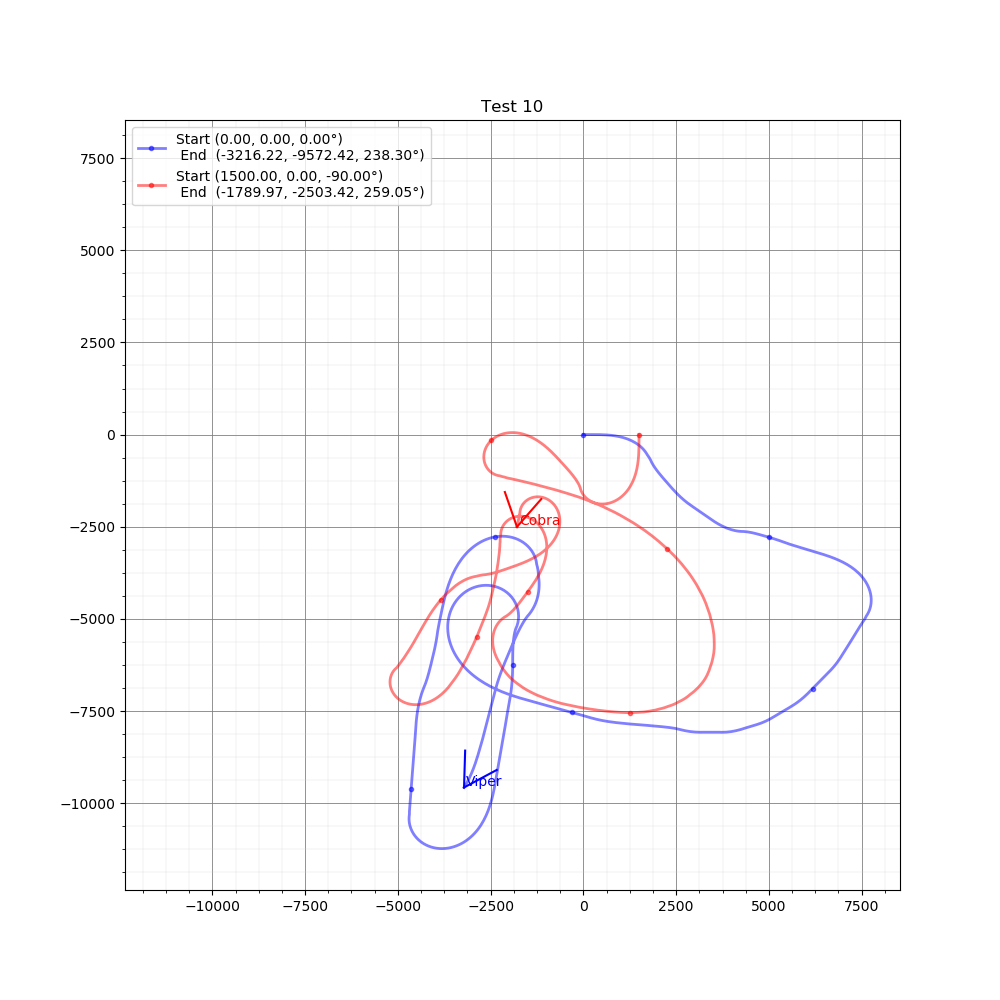 Test 10
Start (0.00, 0.00, 0.00°)
End  (-3216.22, -9572.42, 238.30°)
Start (1500.00, 0.00, -90.00°)
End  (-1789.97, -2503.42, 259.05°)
7500
5000
2500
0
−2500
−5000
−7500
−10000
Cobra
Viper
−10000 −7500 −5000 −2500 0 2500 5000 7500